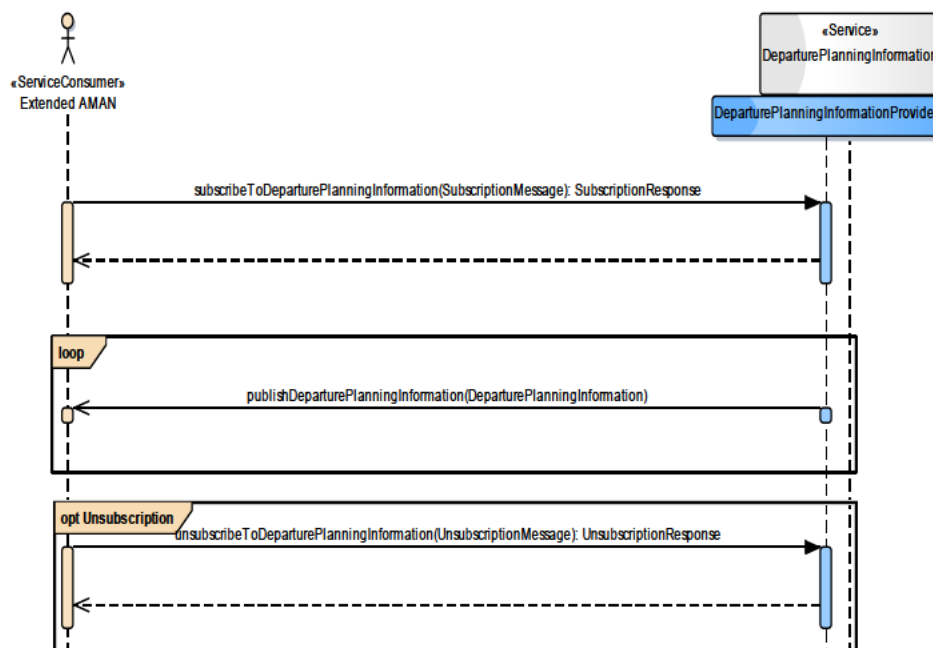 «ServiceConsumer»
Extended AMAN
«Service»
DeparturePlanningInformation
DeparturePlanningInformationProvide
subscribeToDeparturePlanningInformation(SubscriptionMessage): SubscriptionResponse
loop
publishDeparturePlanningInformation(DeparturePlanningInformation)
opt Unsubscription
unsubscribeToDeparturePlanningInformation(UnsubscriptionMessage): UnsubscriptionResponse